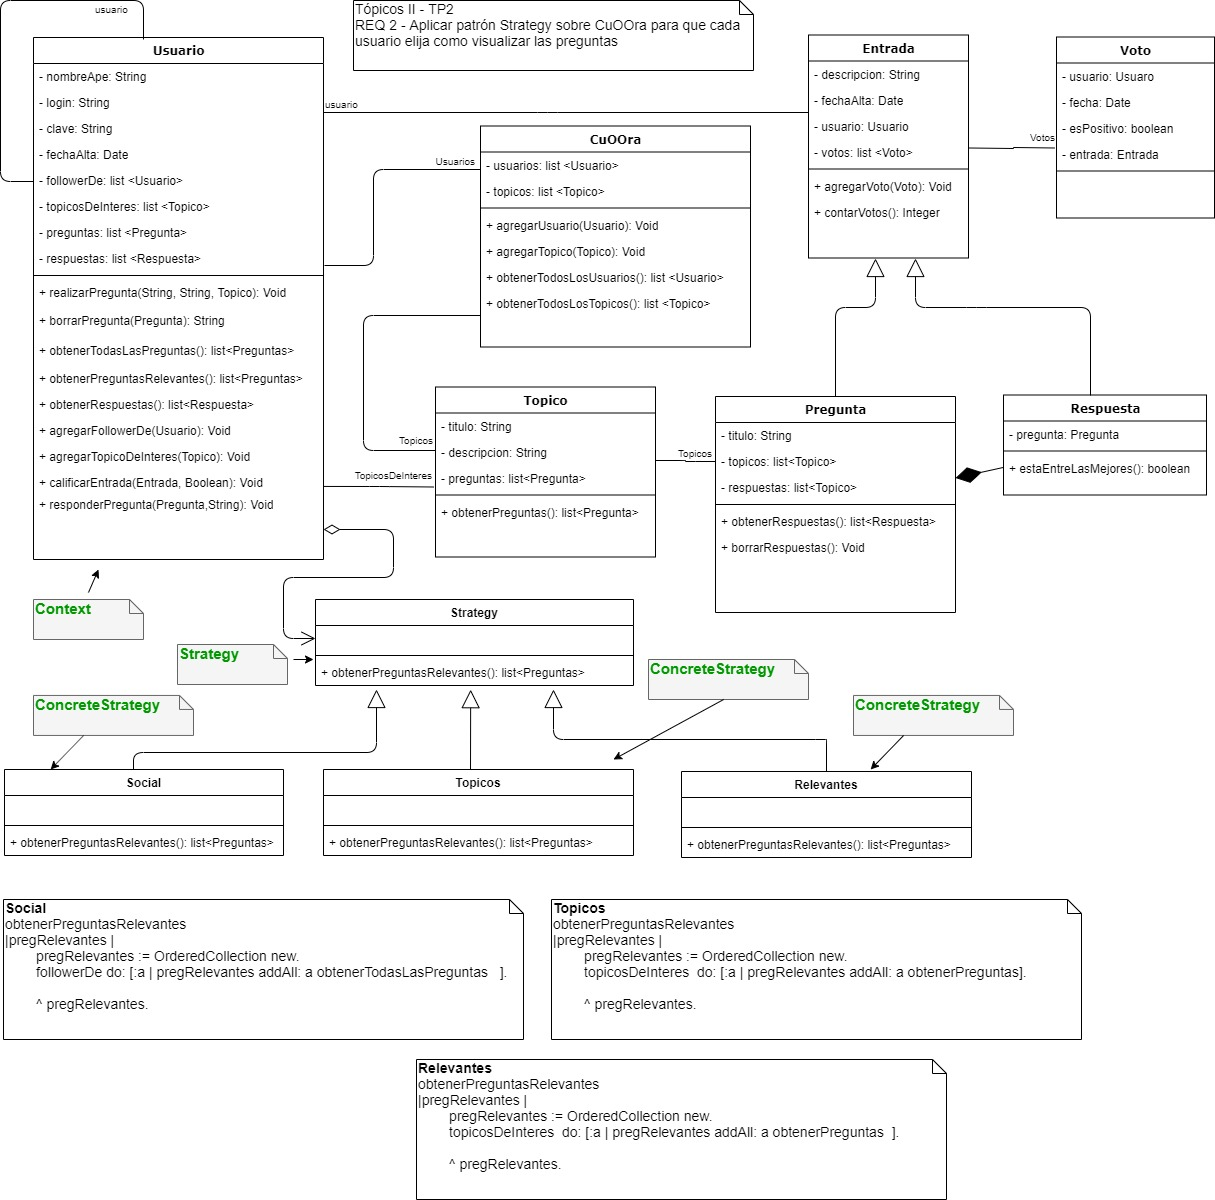 usuario
Tópicos II - TP2
REQ 2 - Aplicar patrón Strategy sobre CuOOra para que cada
usuario elija como visualizar las preguntas
Usuario
- nombreApe: String
- login: String
- clave: String
- fechaAlta: Date
- followerDe: list <Usuario>
- topicosDeInteres: list <Topico>
- preguntas: list <Pregunta>
- respuestas: list <Respuesta>
+ realizarPregunta(String, String, Topico): Void
+ borrarPregunta(Pregunta): String
+ obtenerTodasLasPreguntas(): list<Preguntas>
+ obtenerPreguntasRelevantes(): list<Preguntas>
+ obtenerRespuestas(): list<Respuesta>
+ agregarFollowerDe(Usuario): Void
+ agregarTopicoDeInteres(Topico): Void
+ calificarEntrada(Entrada, Boolean): Void
+ responderPregunta(Pregunta,String): Void
usuario
Usuarios
CuOOra
- usuarios: list <Usuario>
- topicos: list <Topico>
+ agregarUsuario(Usuario): Void
+ agregarTopico(Topico): Void
+ obtenerTodosLosUsuarios(): list <Usuario>
+ obtenerTodosLosTopicos(): list <Topico>
Entrada
- descripcion: String
- fechaAlta: Date
- usuario: Usuario
- votos: list <Voto>
+ agregarVoto(Voto): Void
+ contarVotos(): Integer
Votos
Voto
- usuario: Usuaro
- fecha: Date
- esPositivo: boolean
- entrada: Entrada
Topicos
TopicosDeInteres
Topico
- titulo: String
- descripcion: String
- preguntas: list<Pregunta>
+ obtenerPreguntas(): list<Pregunta>
Topicos
Pregunta
- titulo: String
- topicos: list<Topico>
- respuestas: list<Topico>
+ obtenerRespuestas(): list<Respuesta>
+ borrarRespuestas(): Void
Respuesta
- pregunta: Pregunta
+ estaEntreLasMejores(): boolean
Context
Strategy
Strategy
+ obtenerPreguntasRelevantes(): list<Preguntas>
ConcreteStrategy
ConcreteStrategy
ConcreteStrategy
Social
+ obtenerPreguntasRelevantes(): list<Preguntas>
Topicos
+ obtenerPreguntasRelevantes(): list<Preguntas>
Relevantes
+ obtenerPreguntasRelevantes(): list<Preguntas>
Social
obtenerPreguntasRelevantes
|pregRelevantes |
pregRelevantes := OrderedCollection new.
followerDe do: [:a | pregRelevantes addAll: a obtenerTodasLasPreguntas ].
^ pregRelevantes.
Topicos
obtenerPreguntasRelevantes
|pregRelevantes |
pregRelevantes := OrderedCollection new.
topicosDeInteres do: [:a | pregRelevantes addAll: a obtenerPreguntas].
^ pregRelevantes.
Relevantes
obtenerPreguntasRelevantes
|pregRelevantes |
pregRelevantes := OrderedCollection new.
topicosDeInteres do: [:a | pregRelevantes addAll: a obtenerPreguntas ].
^ pregRelevantes.